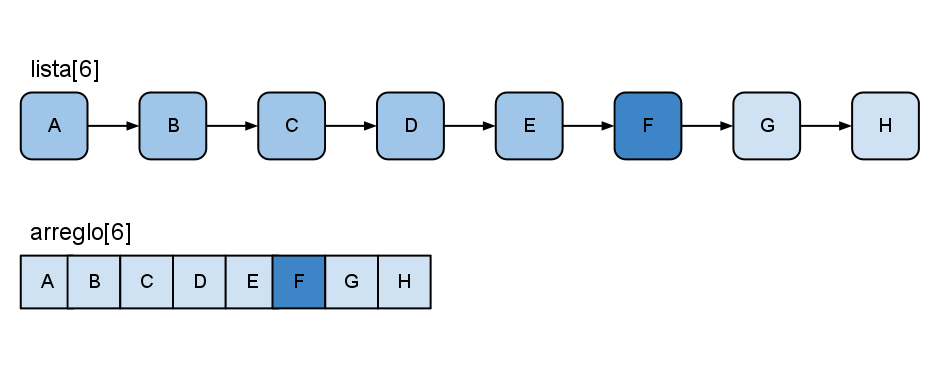 lista[6]
A B C D E F G H
arreglo[6]
A B C D E F G H